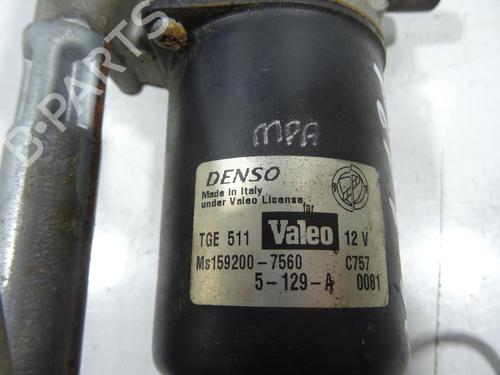 MPA
DENSO
Made in Italy
under Valeo License
for
TGE 511 Valeo 12 V
Ms159200-7560 C757
5-129-A 0081
B-PARTS